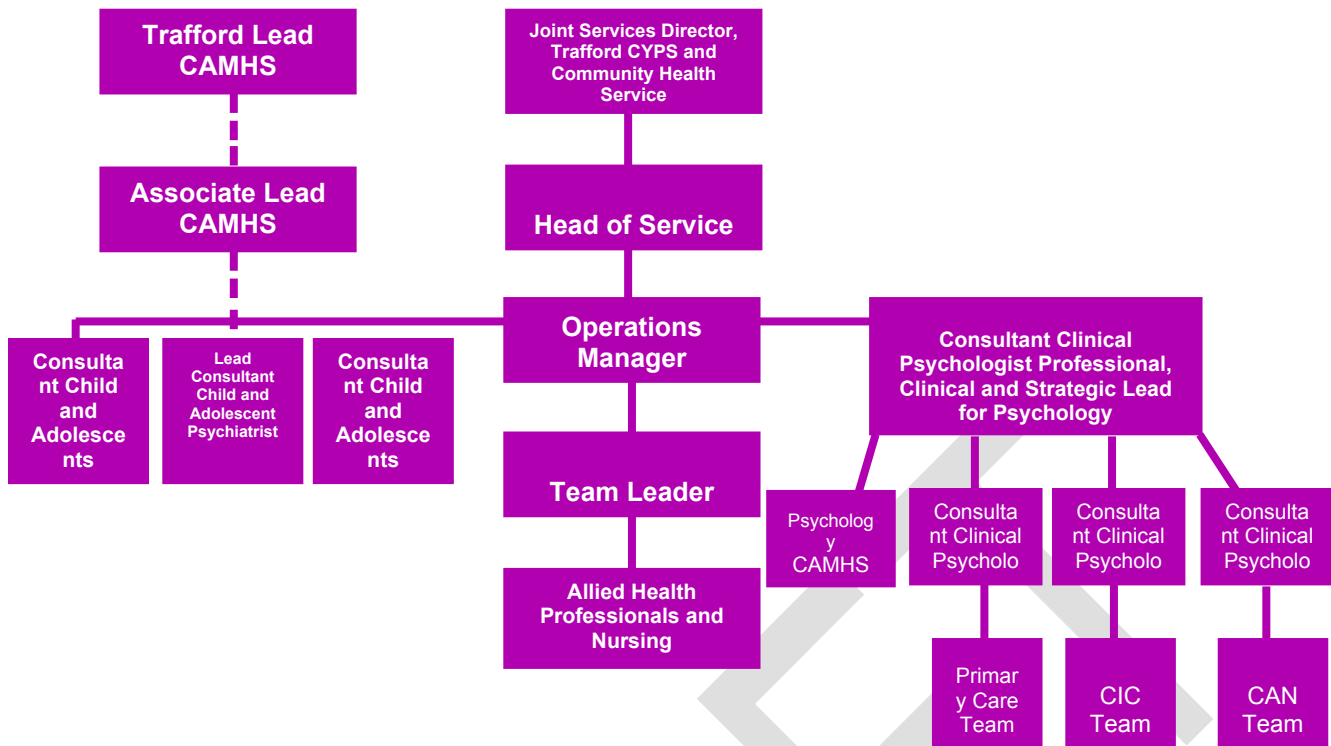 Trafford Lead
CAMHS
Joint Services Director,
Trafford CYPS and
Community Health
Service
Associate Lead
CAMHS
Head of Service
Operations
Manager
Consulta
nt Child
and
Adolesce
nts
Lead
Consultant
Child and
Adolescent
Psychiatrist
Consulta
nt Child
and
Adolesce
nts
Consultant Clinical
Psychologist Professional,
Clinical and Strategic Lead
for Psychology
Team Leader
Allied Health
Professionals and
Nursing
Psycholog
y
CAMHS
Consulta
nt Clinical
Psycholo
Consulta
nt Clinical
Psycholo
Consulta
nt Clinical
Psycholo
Primar
y Care
Team
CIC
Team
CAN
Team